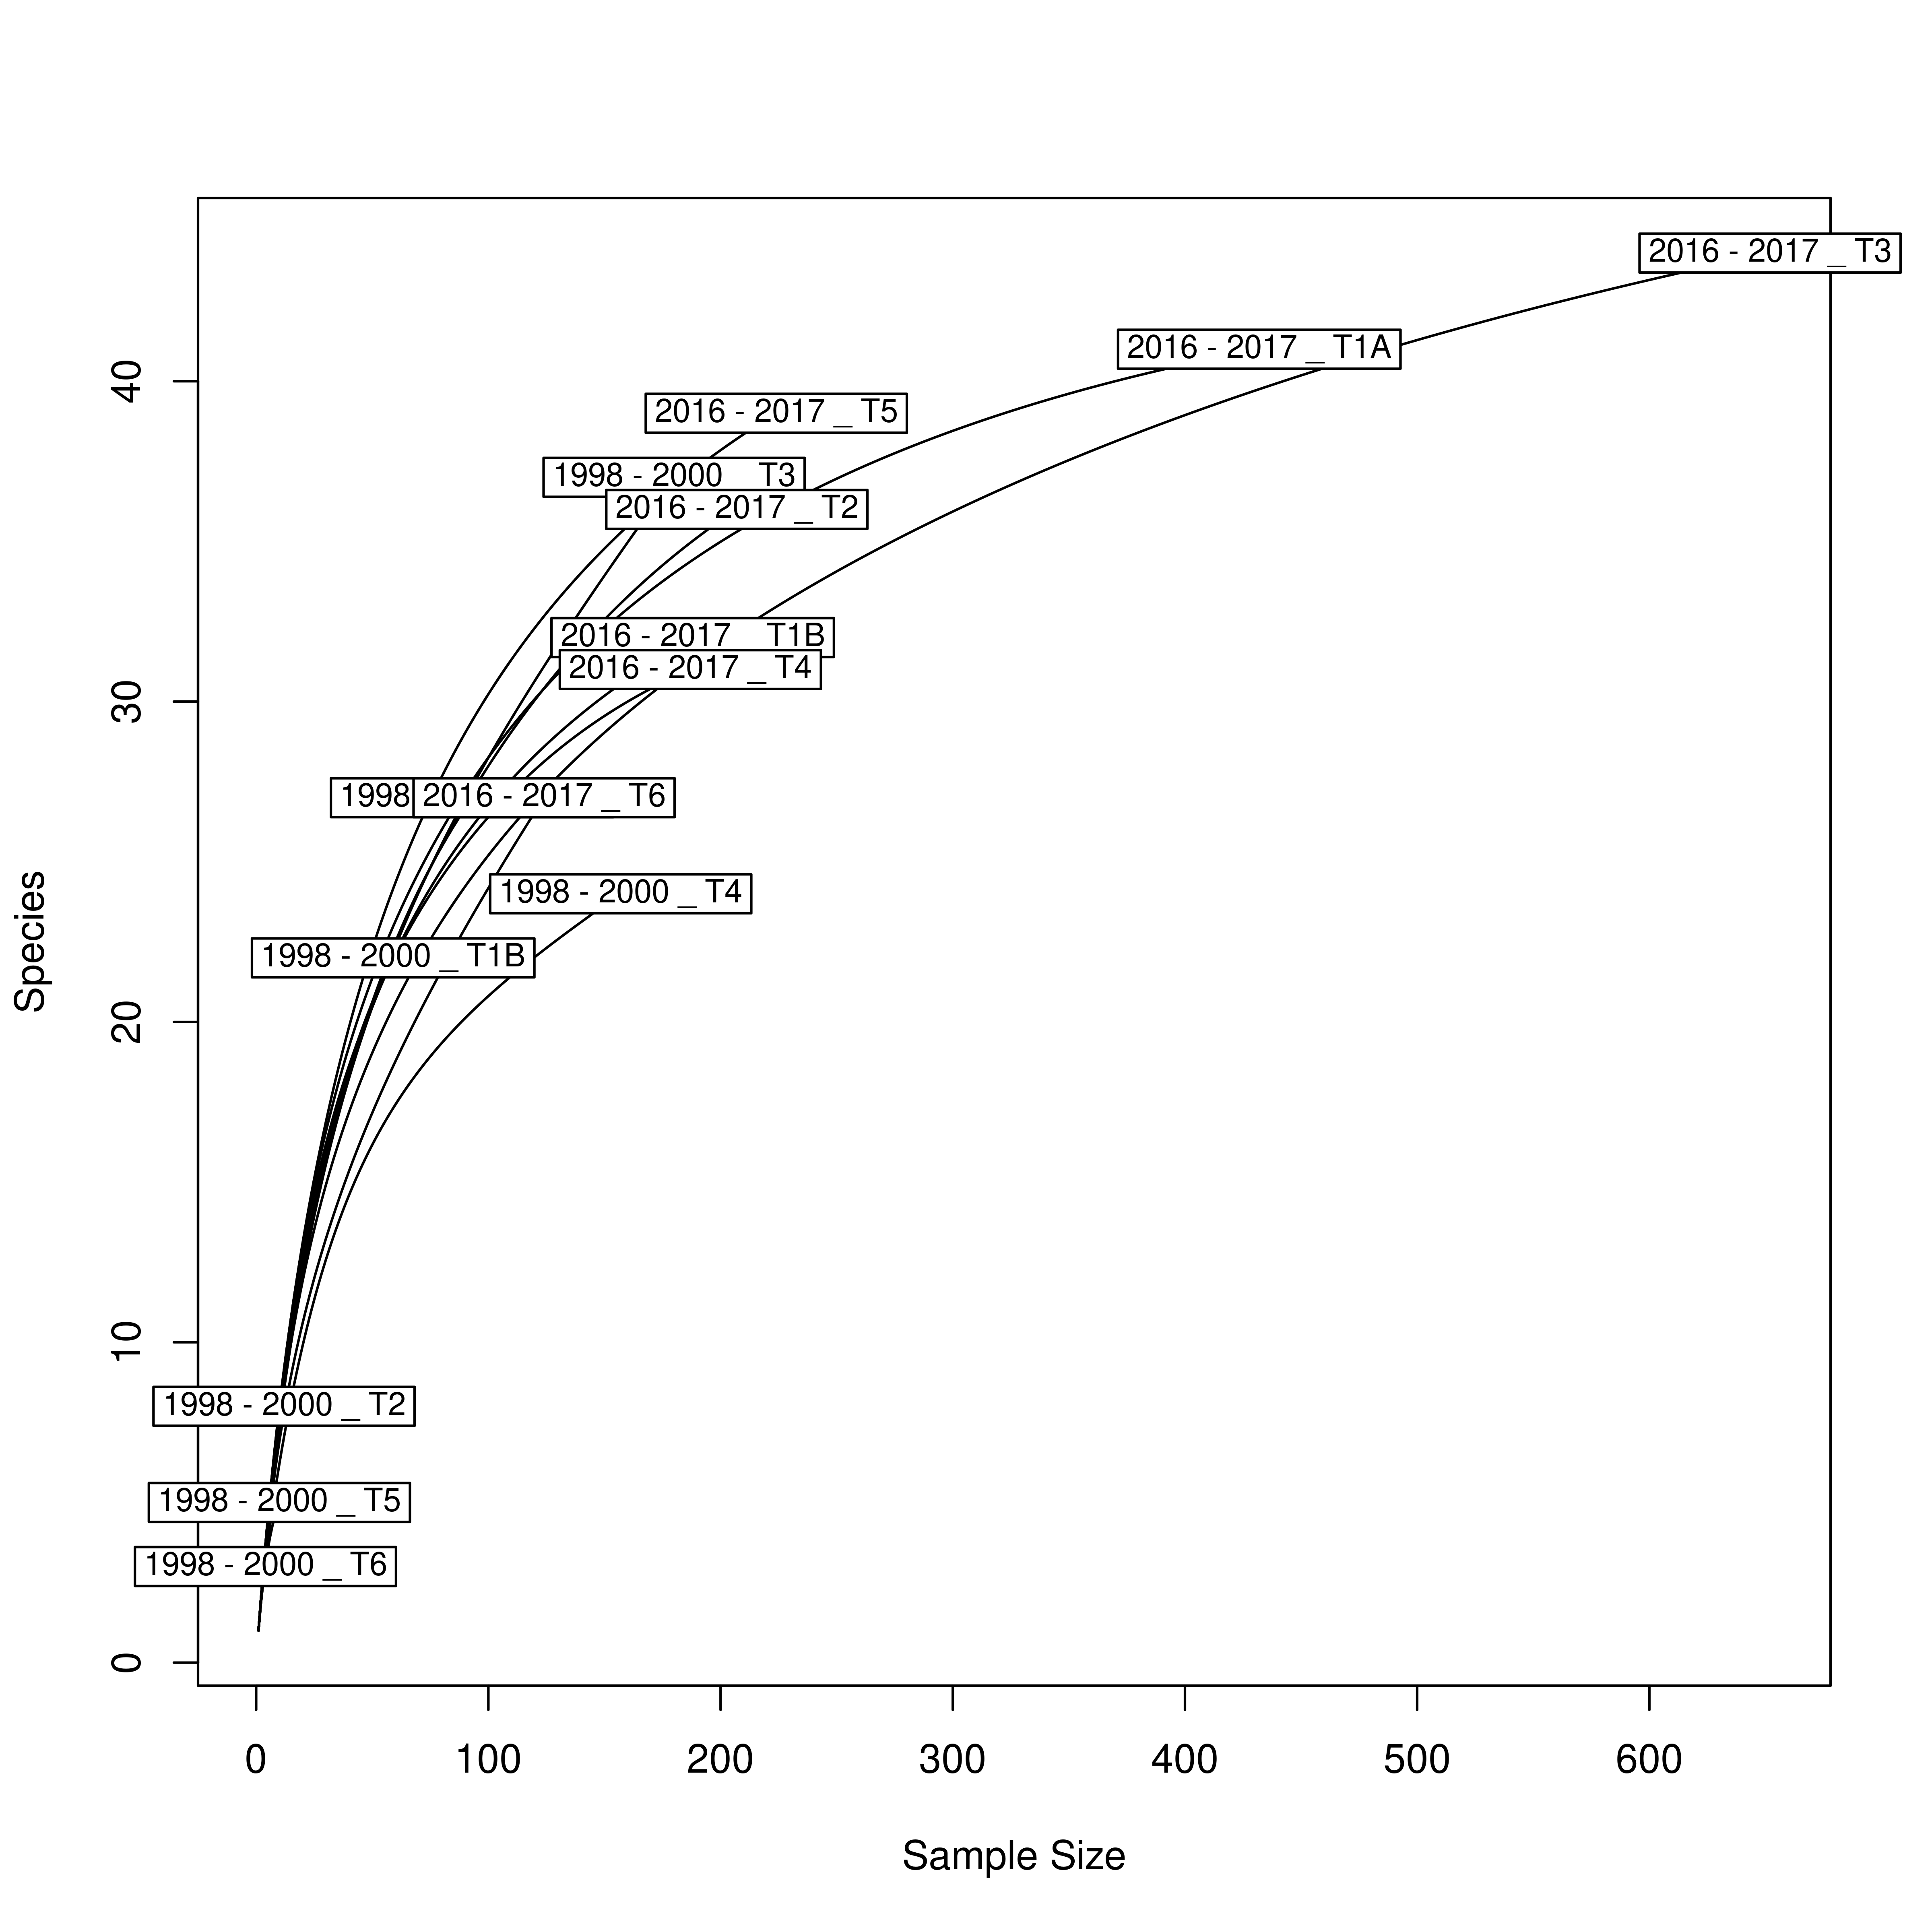 2016 - 2017 _ T3
2016 - 2017 _ T1A
40
2016 - 2017 _ T5
1998 - 2000 T3
2016 - 2017 _ T2
2016 - 2017 T1B
2016 - 2017 _ T4
30
1998 2016 - 2017 _ T6
1998 - 2000 _ T4
1998 - 2000 _ T1B
Species
20
10
1998 - 2000 _ T2
1998 - 2000 _ T5
1998 - 2000 _ T6
0
0 100 200 300 400 500 600
Sample Size